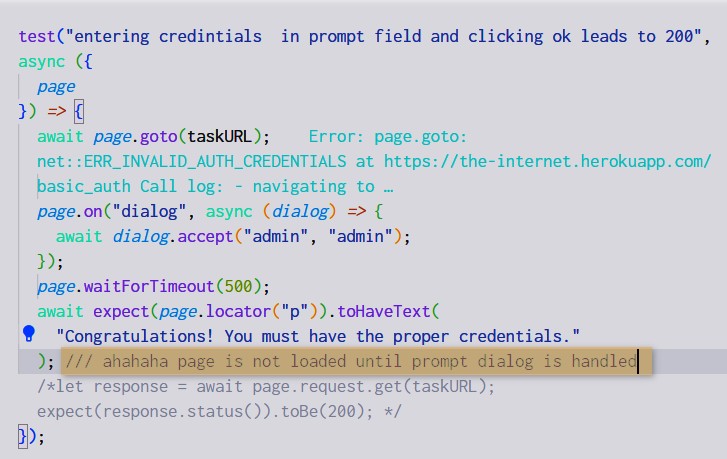 test("entering credintials  in prompt field and clicking ok leads to 200",
async ({
page
}) => {
await page.goto(taskURL);    Error: page.goto:
net::ERR_INVALID_AUTH_CREDENTIALS at https://the-internet.herokuapp.com/
basic_auth Call log: - navigating to …
page.on("dialog", async (dialog) => {
await dialog.accept("admin", "admin");
});
page.waitForTimeout(500);
await expect(page.locator("p")).toHaveText(
"Congratulations! You must have the proper credentials."
); /// ahahaha page is not loaded until prompt dialog is handled
/*let response = await page.request.get(taskURL);
expect(response.status()).toBe(200); */
});